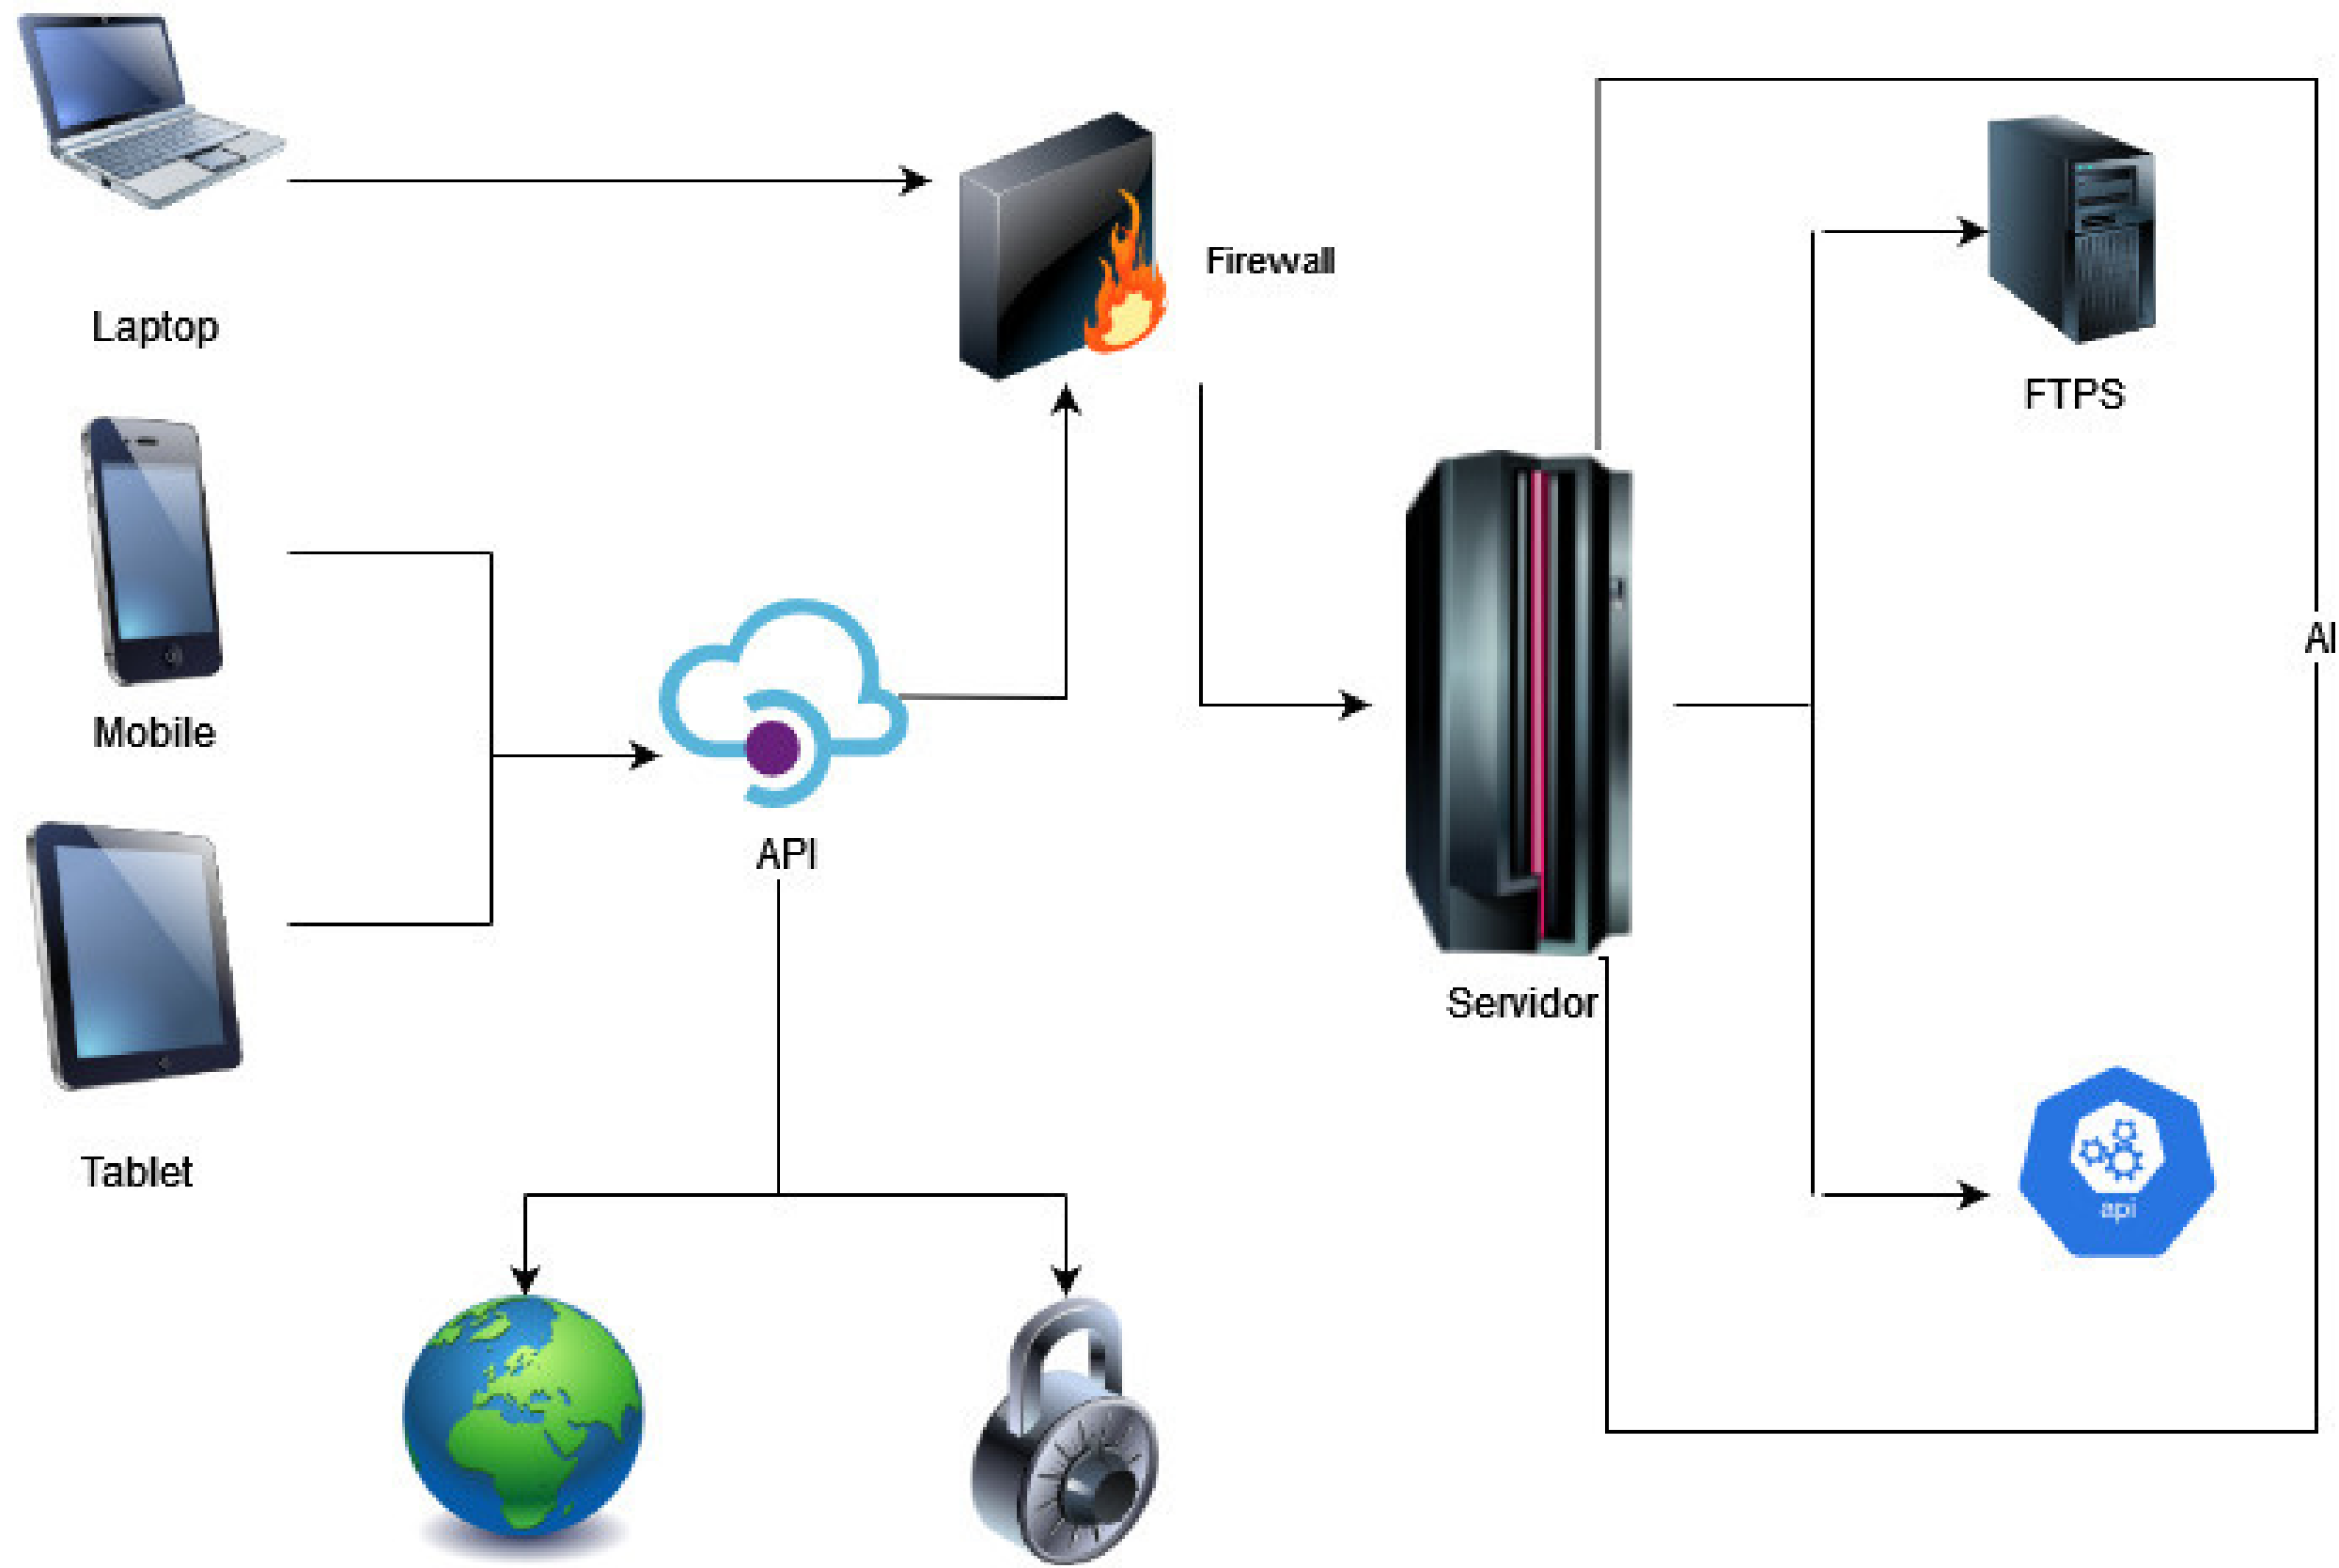 Laptop
Firewall
FTPS
Mobile
AI
API
Servidor
Tablet
api